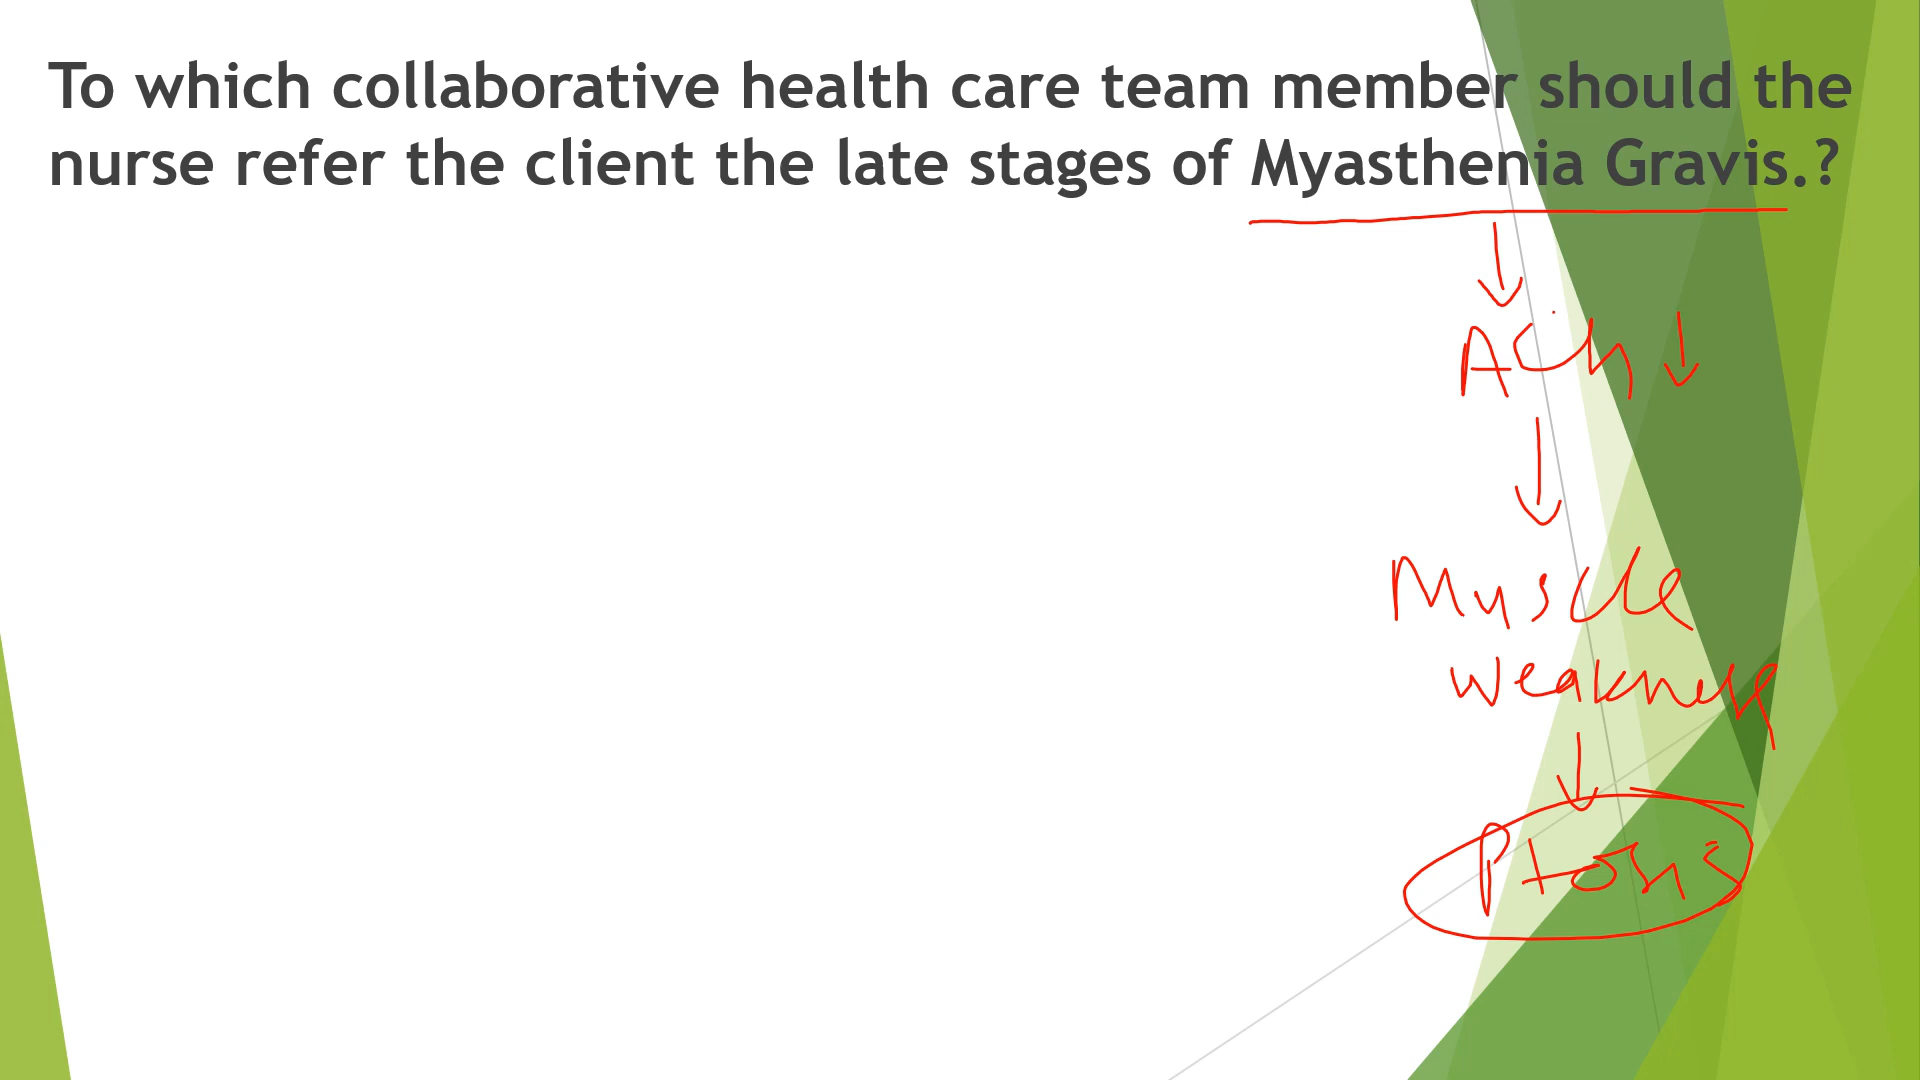 To which collaborative health care team member should the
nurse refer the client the late stages of Myasthenia Gravis.?
ACh ↓
Muscle
weakness
Ptosis